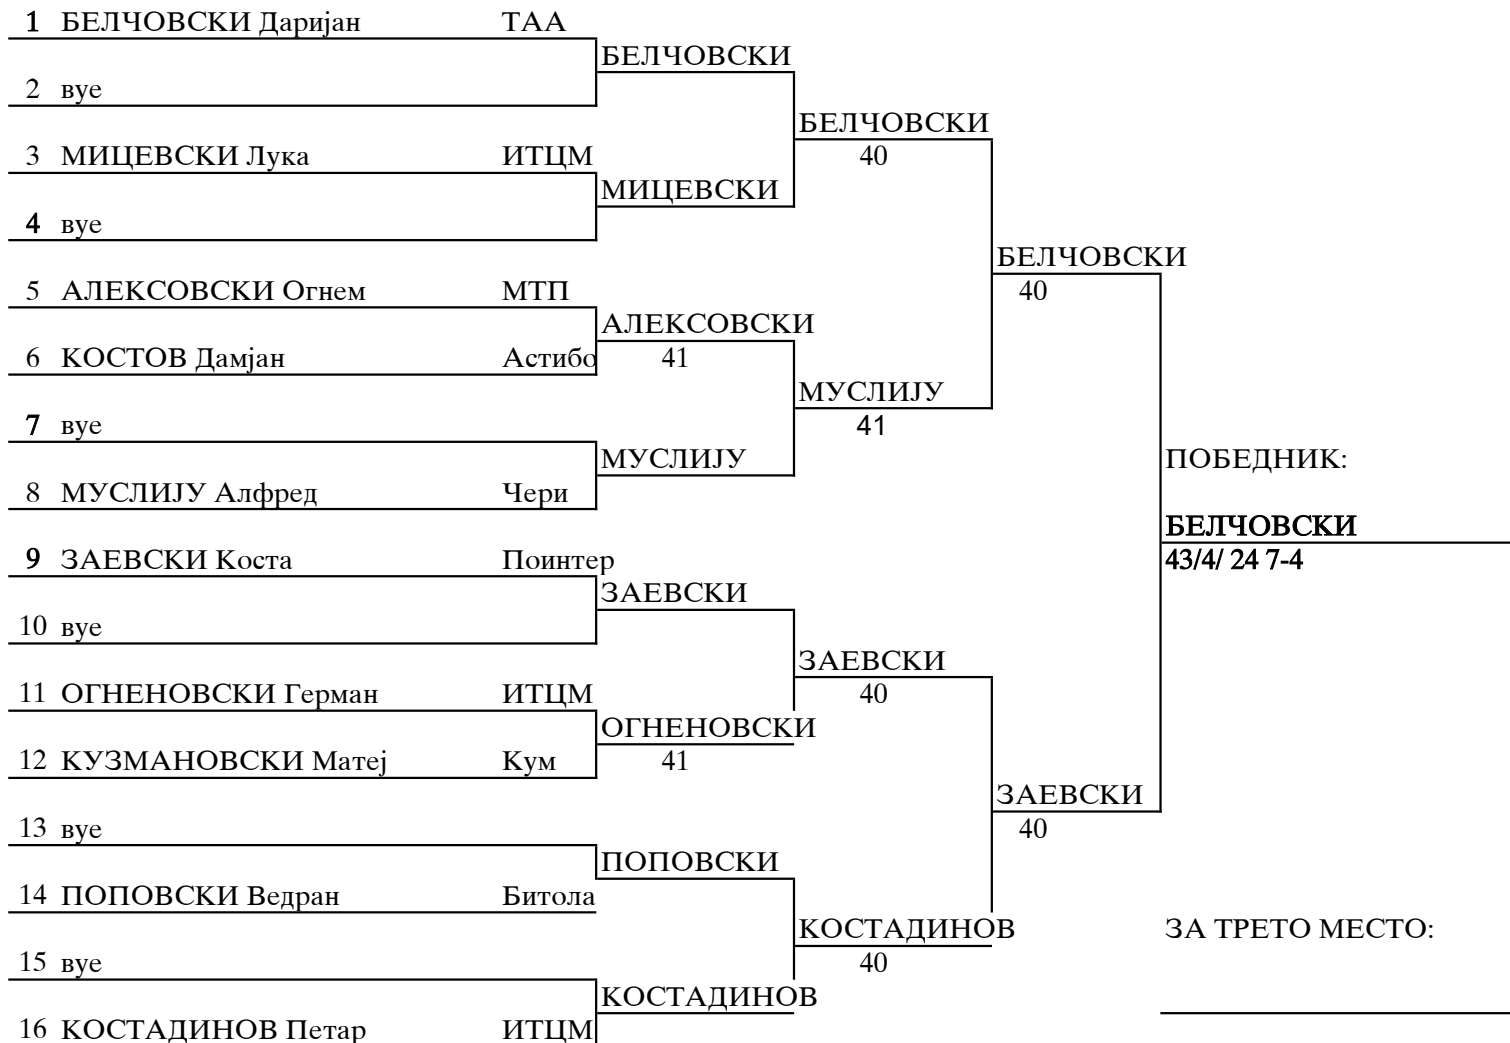 1 БЕЛЧОВСКИ Даријан ТАА
БЕЛЧОВСКИ
2 вуе
БЕЛЧОВСКИ
3 МИЦЕВСКИ Лука ИТЦМ
40
МИЦЕВСКИ
4 вуе
БЕЛЧОВСКИ
5 АЛЕКСОВСКИ Огнем МТП
40
АЛЕКСОВСКИ
6 КОСТОВ Дамјан Астибо
41
МУСЛИЈУ
7 вуе
41
МУСЛИЈУ
ПОБЕДНИК:
8 МУСЛИЈУ Алфред Чери
БЕЛЧОВСКИ
9 ЗАЕВСКИ Коста Поинтер
43/4/ 24 7-4
ЗАЕВСКИ
10 вуе
ЗАЕВСКИ
11 ОГНЕНОВСКИ Герман ИТЦМ
40
ОГНЕНОВСКИ
12 КУЗМАНОВСКИ Матеј Кум
41
ЗАЕВСКИ
13 вуе
40
ПОПОВСКИ
14 ПОПОВСКИ Ведран Битола
КОСТАДИНОВ
ЗА ТРЕТО МЕСТО:
15 вуе
40
КОСТАДИНОВ
16 КОСТАДИНОВ Петар ИТЦМ